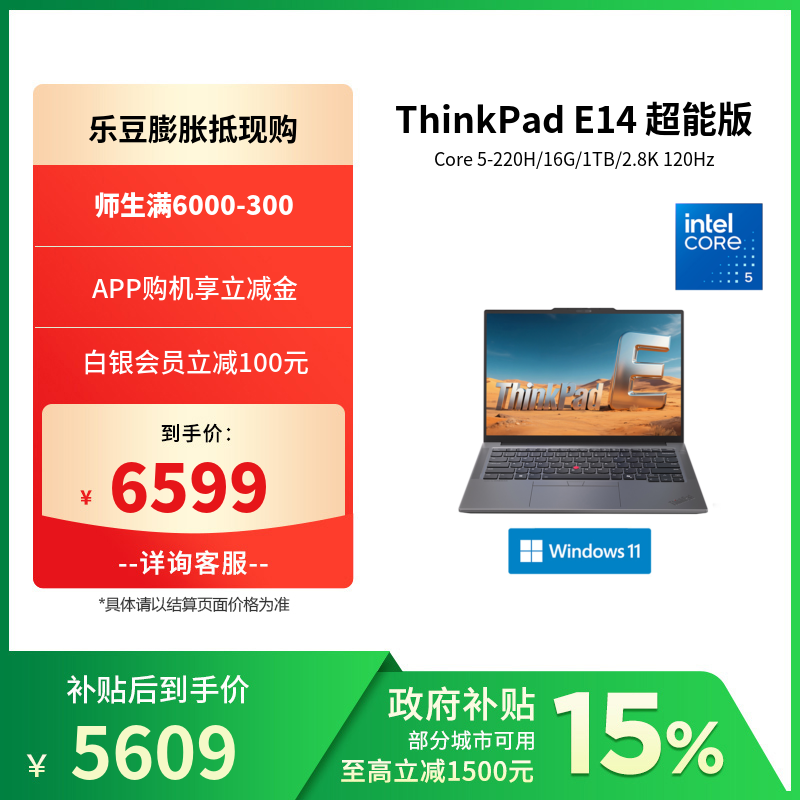 乐豆膨胀抵现购
师生满6000-300
APP购机享立减金
白银会员立减100元
到手价：
¥ 6599
--详询客服--
*具体请以结算页面价格为准
ThinkPad E14 超能版
Core 5-220H/16G/1TB/2.8K 120Hz
intel
CORE
5
ThinkPad E
Windows 11
补贴后到手价
¥ 5609
政府补贴
部分城市可用
至高立减1500元
15%